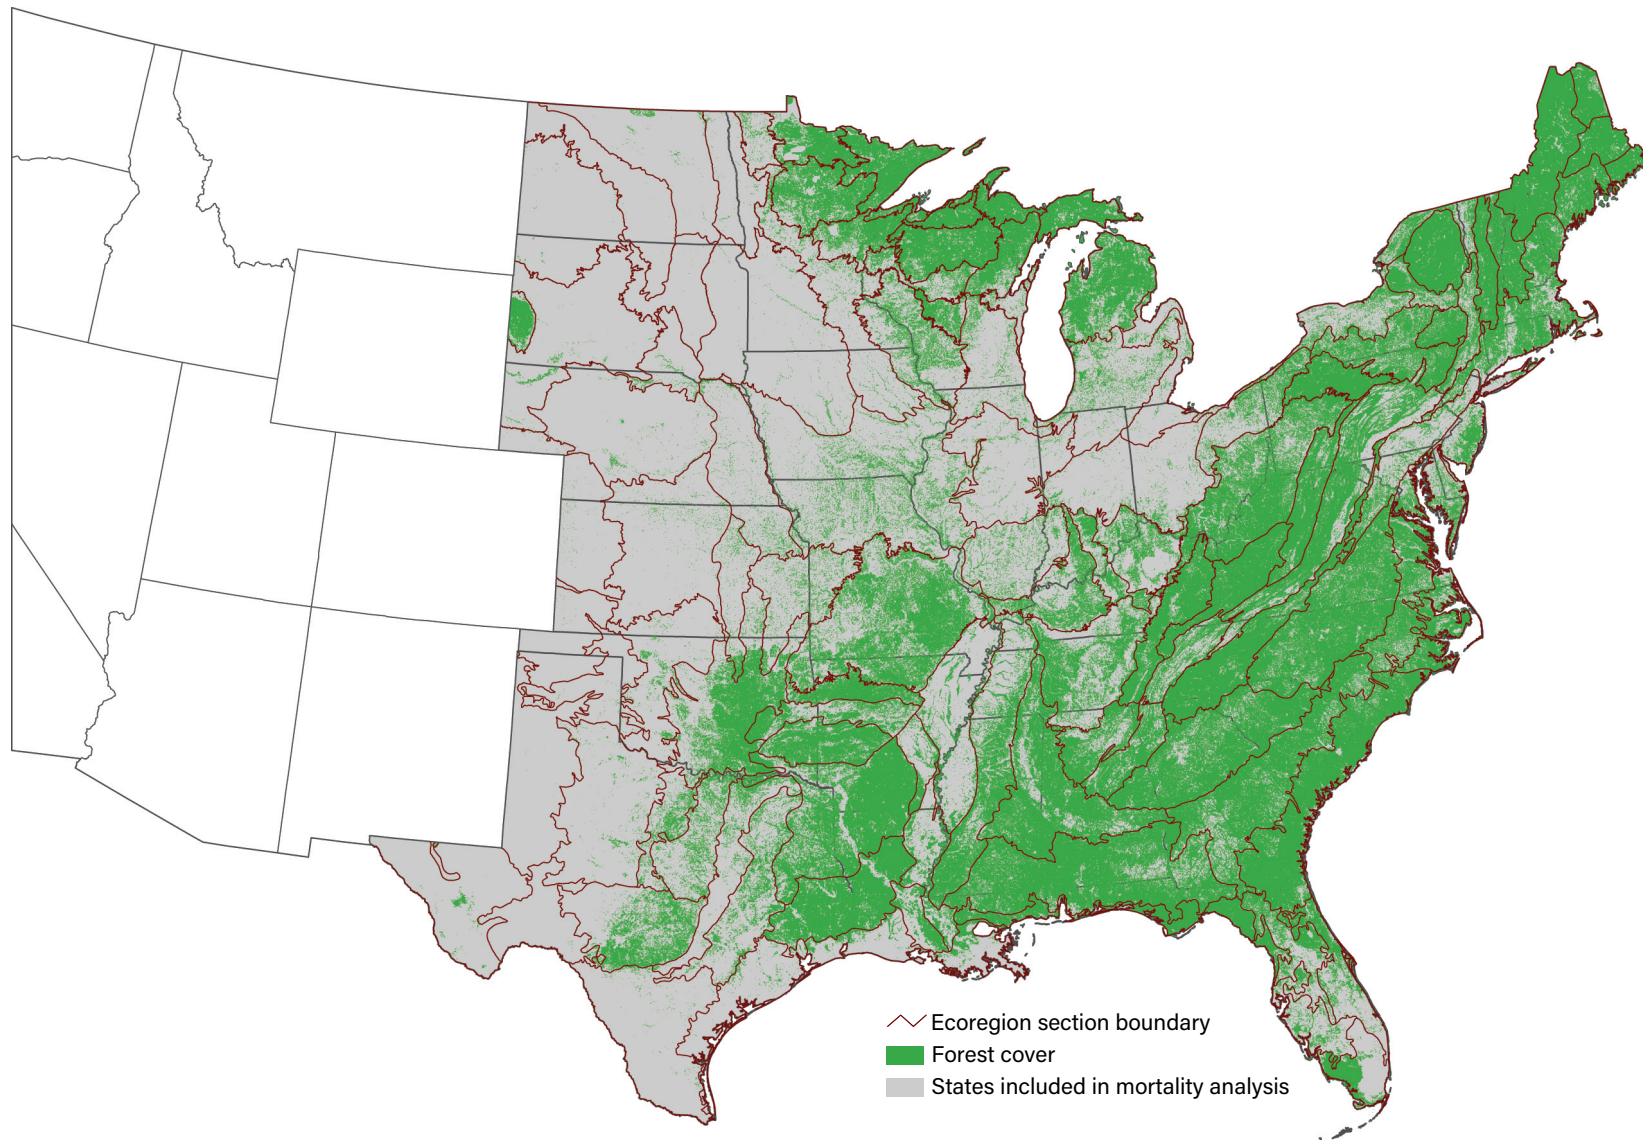 Ecoregion section boundary
Forest cover
States included in mortality analysis